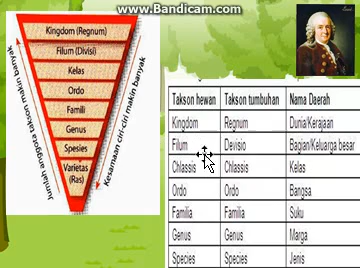 www.Bandicam.com
Kingdom (Regnum)
Filum (Divisi)
Kelas
Ordo
Famili
Genus
Spesies
Varietas
(Ras)
Jumlah anggota takson makin banyak
Kesamaan ciri-ciri makin banyak
Takson hewan Takson tumbuhan Nama Daerah
Kingdom Regnum Dunia/Kerajaan
Filum Devisio Bagian/Keluarga besar
Chlassis Chlassis Kelas
Ordo Ordo Bangsa
Familia Familia Suku
Genus Genus Marga
Species Species Jenis